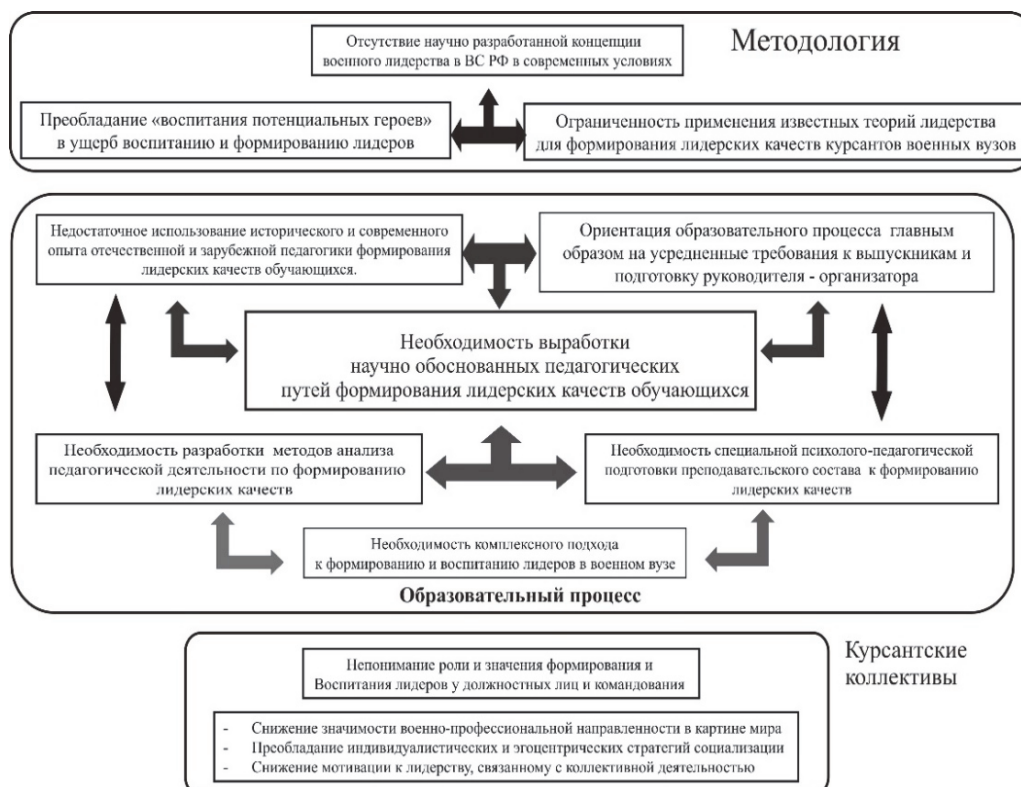 Методология
Отсутствие научно разработанной концепции
военного лидерства в ВС РФ в современных условиях
Преобладание «воспитания потенциальных героев»
в ущерб воспитанию и формированию лидеров
Ограниченность применения известных теорий лидерства
для формирования лидерских качеств курсантов военных вузов
Недостаточное использование исторического и современного
опыта отечественной и зарубежной педагогики формирования
лидерских качеств обучающихся.
Ориентация образовательного процесса главным
образом на усредненные требования к выпускникам и
подготовку руководителя - организатора
Необходимость выработки
научно обоснованных педагогических
путей формирования лидерских качеств обучающихся
Необходимость разработки методов анализа
педагогической деятельности по формированию
лидерских качеств
Необходимость специальной психолого-педагогической
подготовки преподавательского состава к формированию
лидерских качеств
Необходимость комплексного подхода
к формированию и воспитанию лидеров в военном вузе
Образовательный процесс
Курсантские
коллективы
Непонимание роли и значения формирования и
Воспитания лидеров у должностных лиц и командования
- Снижение значимости военно-профессиональной направленности в картине мира
- Преобладание индивидуалистических и эгоцентрических стратегий социализации
- Снижение мотивации к лидерству, связанному с коллективной деятельностью